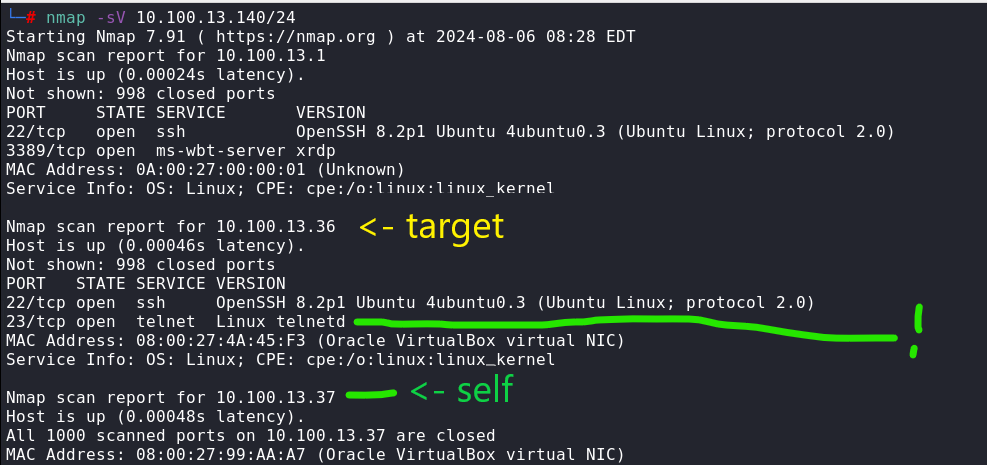 └─# nmap -sV 10.100.13.140/24
Starting Nmap 7.91 ( https://nmap.org ) at 2024-08-06 08:28 EDT
Nmap scan report for 10.100.13.1
Host is up (0.00024s latency).
Not shown: 998 closed ports
PORT     STATE SERVICE       VERSION
22/tcp   open  ssh           OpenSSH 8.2p1 Ubuntu 4ubuntu0.3 (Ubuntu Linux; protocol 2.0)
3389/tcp open  ms-wbt-server xrdp
MAC Address: 0A:00:27:00:00:01 (Unknown)
Service Info: OS: Linux; CPE: cpe:/o:linux:linux_kernel
Nmap scan report for 10.100.13.36 <- target
Host is up (0.00046s latency).
Not shown: 998 closed ports
PORT   STATE SERVICE VERSION
22/tcp open  ssh     OpenSSH 8.2p1 Ubuntu 4ubuntu0.3 (Ubuntu Linux; protocol 2.0)
23/tcp open  telnet  Linux telnetd !
MAC Address: 08:00:27:4A:45:F3 (Oracle VirtualBox virtual NIC)
Service Info: OS: Linux; CPE: cpe:/o:linux:linux_kernel
Nmap scan report for 10.100.13.37 <- self
Host is up (0.00048s latency).
All 1000 scanned ports on 10.100.13.37 are closed
MAC Address: 08:00:27:99:AA:A7 (Oracle VirtualBox virtual NIC)